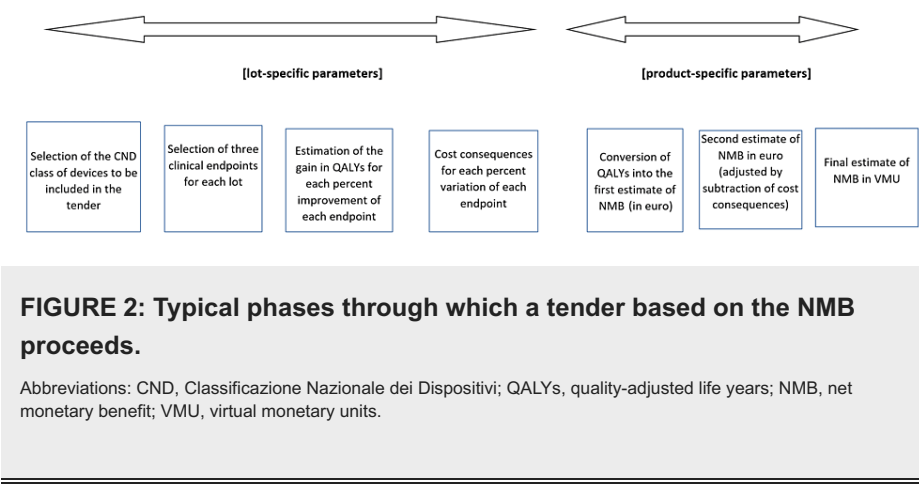 [lot-specific parameters]
[product-specific parameters]
Selection of the CND
class of devices to be
included in the
tender
Selection of three
clinical endpoints
for each lot
Estimation of the
gain in QALYs for
each percent
improvement of
each endpoint
Cost consequences
for each percent
variation of each
endpoint
Conversion of
QALYs into the
first estimate of
NMB (in euro)
Second estimate of
NMB in euro
(adjusted by
subtraction of cost
consequences)
Final estimate of
NMB in VMU
FIGURE 2: Typical phases through which a tender based on the NMB
proceeds.
Abbreviations: CND, Classificazione Nazionale dei Dispositivi; QALYs, quality-adjusted life years; NMB, net
monetary benefit; VMU, virtual monetary units.